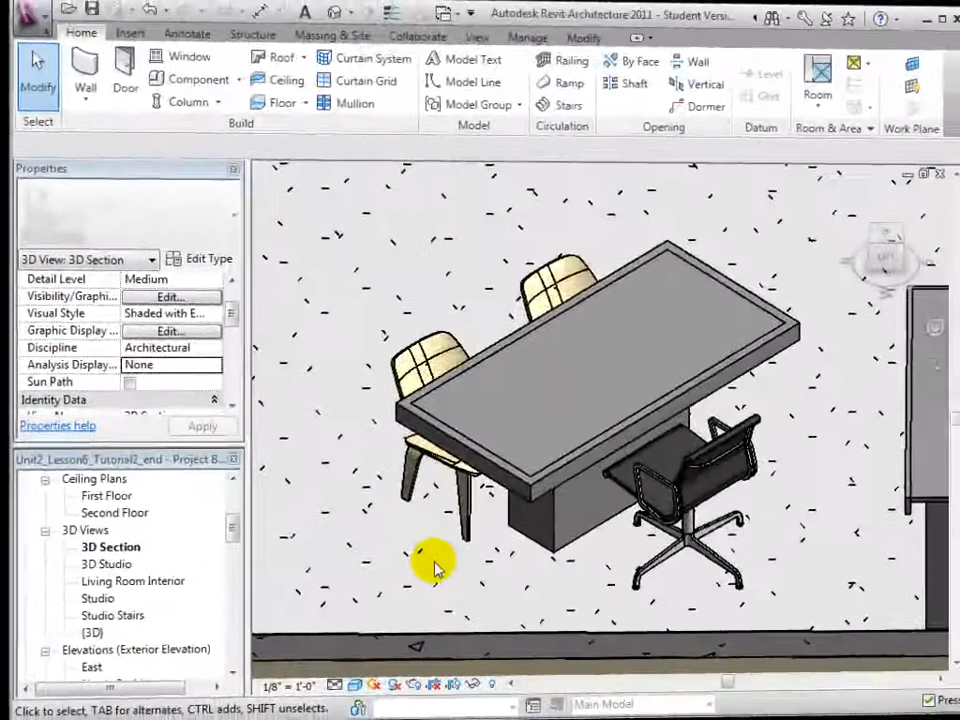 Autodesk Revit Architecture 2011 - Student Versi...
Home Insert Annotate Structure Massing & Site Collaborate View Manage Modify
Modify
Wall
Door
Window
Component
Column
Roof
Ceiling
Floor
Curtain System
Curtain Grid
Mullion
Model Text
Model Line
Model Group
Railing
Ramp
Stairs
By Face
Shaft
Wall
Vertical
Dormer
Level
Grid
Room
Select
Build
Model
Circulation
Opening
Datum
Room & Area
Work Plane
Properties
3D View: 3D Section
Edit Type
Detail Level Medium
Visibility/Graphi... Edit...
Visual Style Shaded with E...
Graphic Display... Edit...
Discipline Architectural
Analysis Display... None
Sun Path
Identity Data
Properties help
Apply
Unit2_Lesson6_Tutorial2_end - Project B...
Ceiling Plans
First Floor
Second Floor
3D Views
3D Section
3D Studio
Living Room Interior
Studio
Studio Stairs
{3D}
Elevations (Exterior Elevation)
East
1/8" = 1'-0"
Click to select, TAB for alternates, CTRL adds, SHIFT unselects.
Main Model
Press